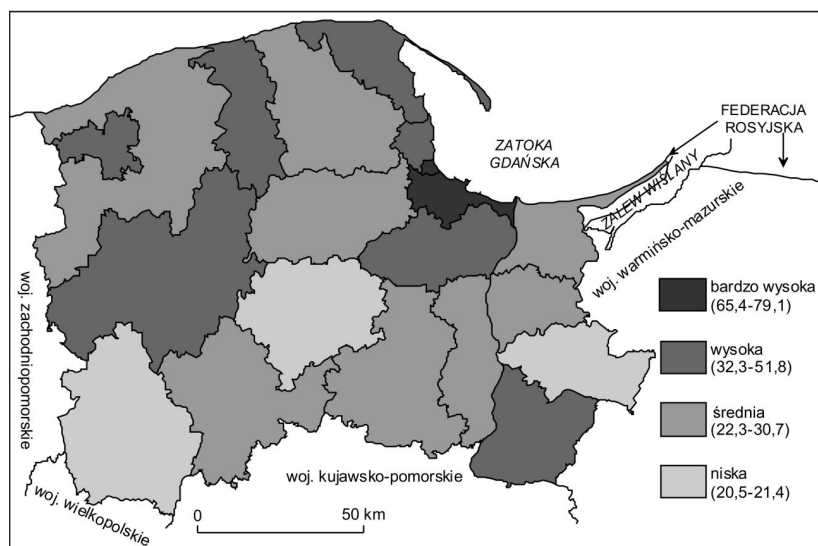 FEDERACJA
ROSYJSKA
ZATOKA
GDAŃSKA
ZALEW WIŚLANY
woj. warmińsko-mazurskie
woj. zachodniopomorskie
bardzo wysoka
(65,4-79,1)
wysoka
(32,3-51,8)
średnia
(22,3-30,7)
niska
(20,5-21,4)
woj. kujawsko-pomorskie
woj. wielkopolskie
0 50 km